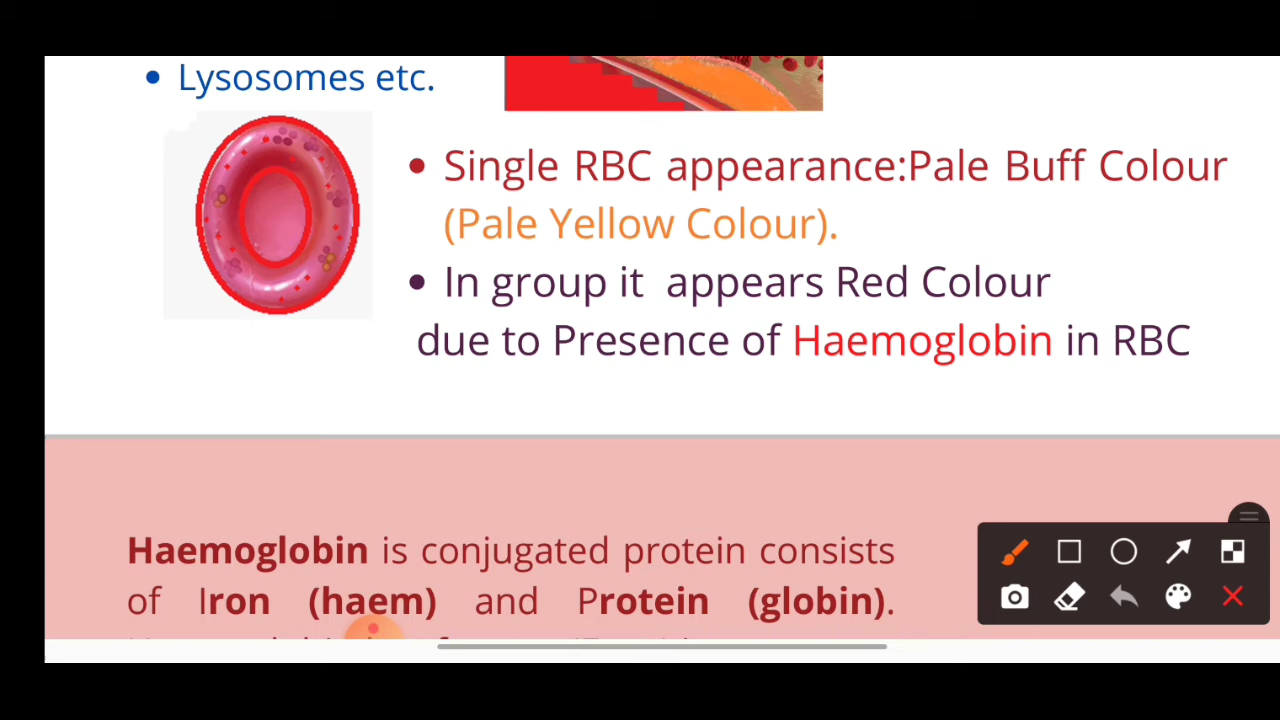 • Lysosomes etc.
• Single RBC appearance:Pale Buff Colour
(Pale Yellow Colour).
• In group it appears Red Colour
due to Presence of Haemoglobin in RBC
Haemoglobin is conjugated protein consists
of Iron (haem) and Protein (globin).